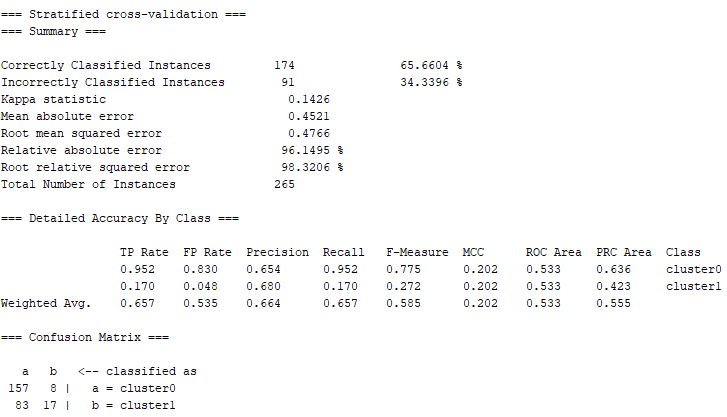 === Stratified cross-validation ===
=== Summary ===
Correctly Classified Instances 174 65.6604 %
Incorrectly Classified Instances 91 34.3396 %
Kappa statistic 0.1426
Mean absolute error 0.4521
Root mean squared error 0.4766
Relative absolute error 96.1495 %
Root relative squared error 98.3206 %
Total Number of Instances 265
=== Detailed Accuracy By Class ===
TP Rate FP Rate Precision Recall F-Measure MCC ROC Area PRC Area Class
0.952 0.830 0.654 0.952 0.775 0.202 0.533 0.636 cluster0
0.170 0.048 0.680 0.170 0.272 0.202 0.533 0.423 cluster1
Weighted Avg. 0.657 0.535 0.664 0.657 0.585 0.202 0.533 0.555
=== Confusion Matrix ===
a b <-- classified as
157 8 | a = cluster0
83 17 | b = cluster1